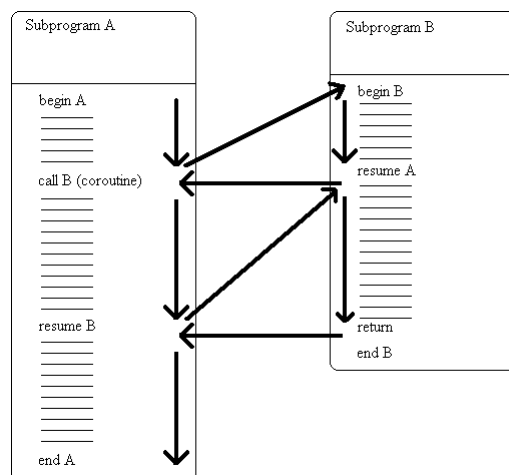 Subprogram A
begin A
call B (coroutine)
resume B
end A
Subprogram B
begin B
resume A
return
end B